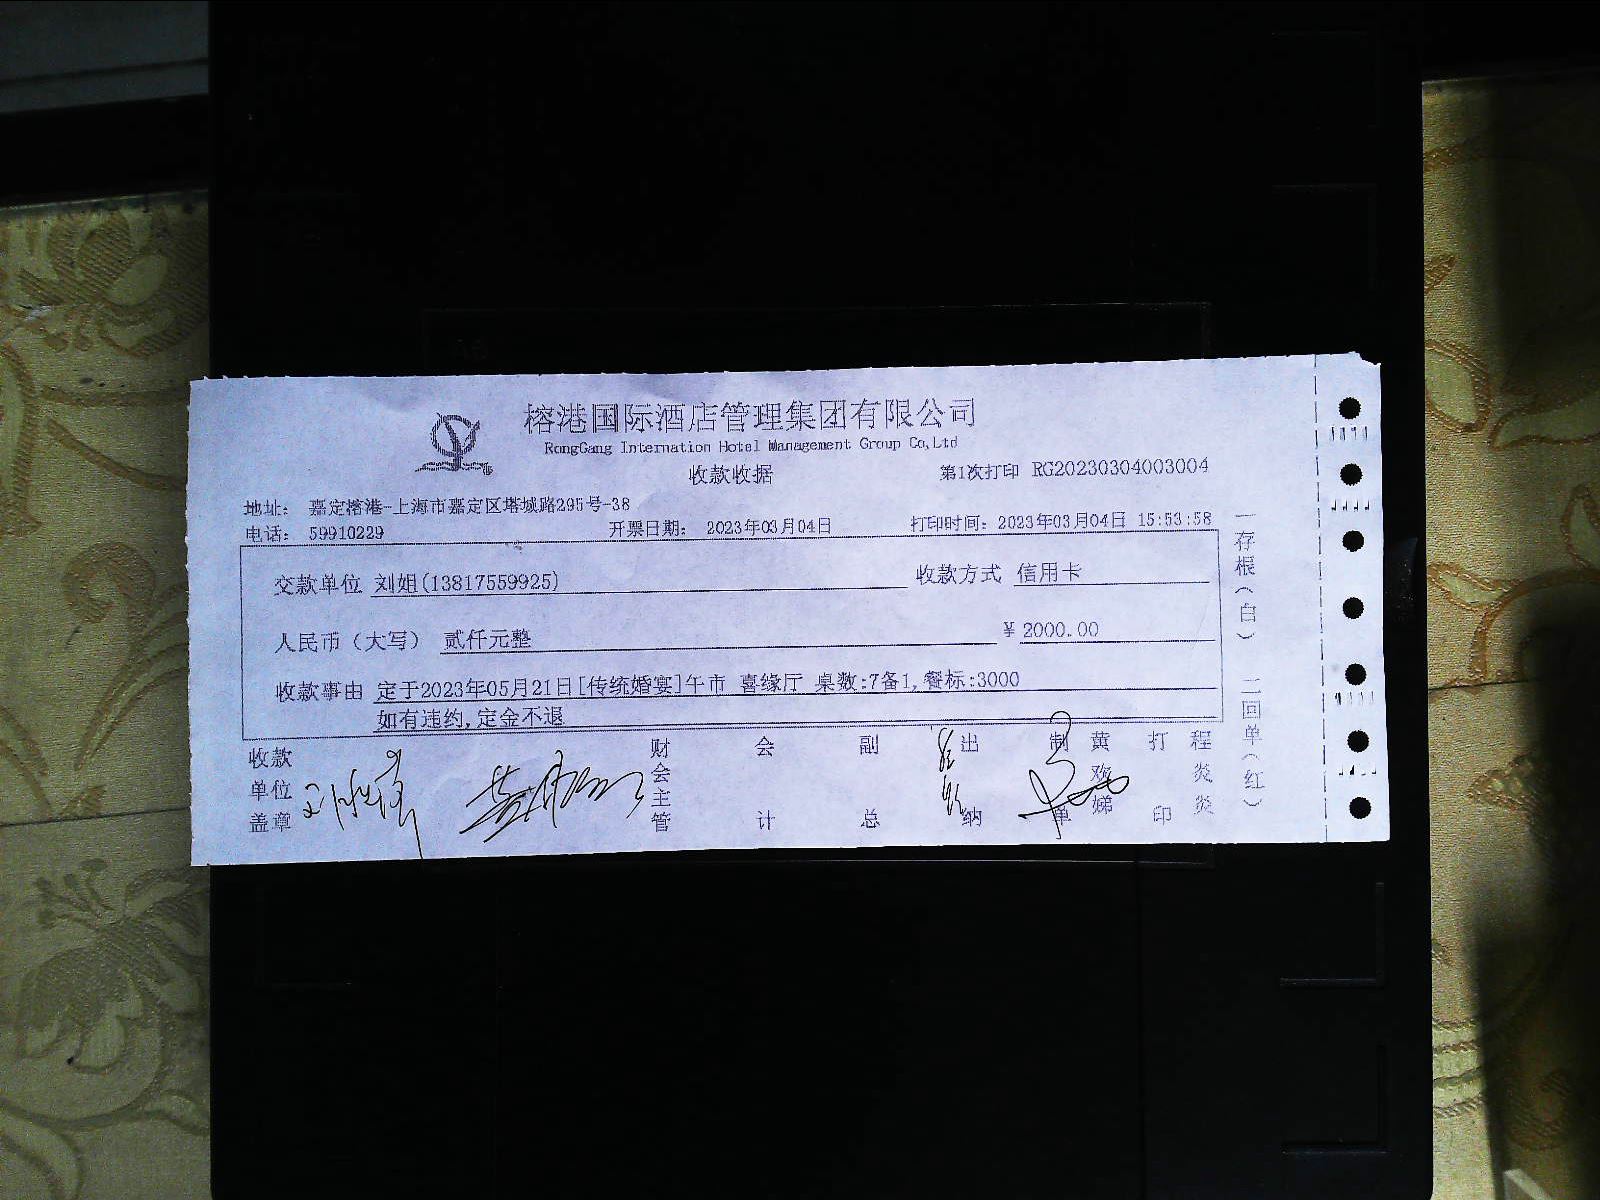 榕港国际酒店管理集团有限公司
RongGang Internation Hotel Management Group Co,Ltd
收款收据
第1次打印 RG20230304003004
地址： 嘉定榕港-上海市嘉定区塔城路295号-38
电话： 59910229 开票日期： 2023年03月04日 打印时间：2023年03月04日 15:53:58
交款单位 刘姐(13817559925) 收款方式 信用卡
人民币（大写） 贰仟元整 ￥2000.00
收款事由 定于2023年05月21日[传统婚宴]午市 喜缘厅 桌数:7备1,餐标:3000
如有违约,定金不退
收款单位盖章
财会主管
会计
副总
出纳
制单 黄欢娣
打印 程炎炎
一存根（白） 二回单（红）